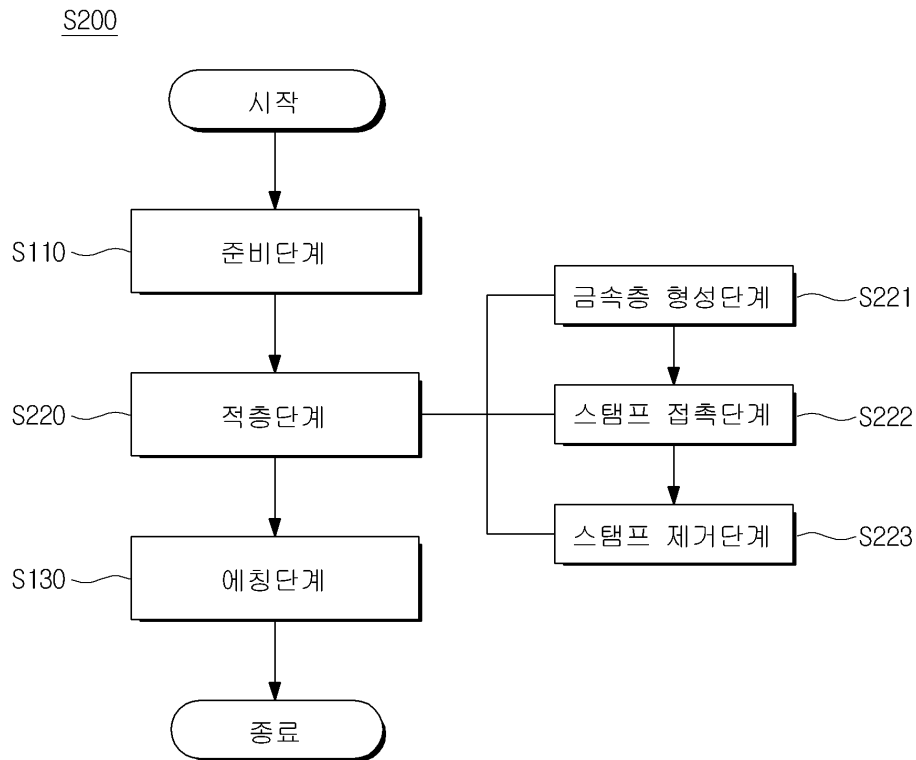 S200
시작
S110
준비단계
금속층 형성단계
S221
S220
적층단계
스탬프 접촉단계
S222
스탬프 제거단계
S223
S130
에칭단계
종료